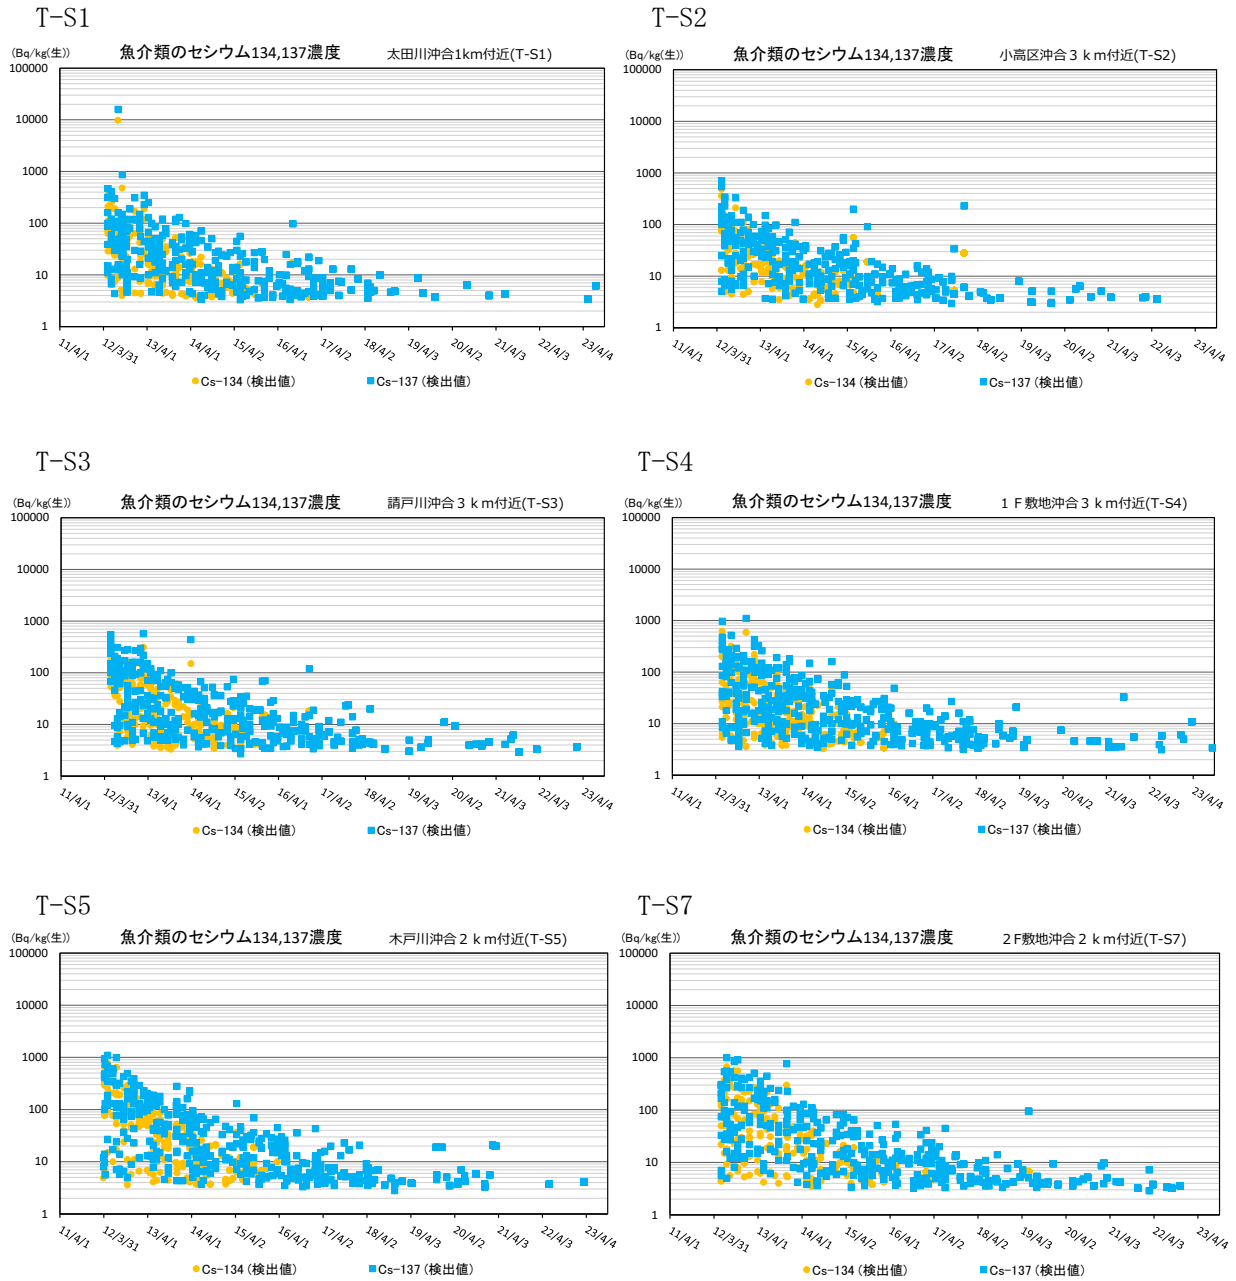 T-S1
(Bq/kg(生)) 魚介類のセシウム134,137濃度 太田川沖合1km付近(T-S1)
100000
10000
1000
100
10
1
11/4/1 12/3/31 13/4/1 14/4/1 15/4/2 16/4/1 17/4/2 18/4/2 19/4/3 20/4/2 21/4/3 22/4/3 23/4/4
Cs-134 (検出値) Cs-137 (検出値)
T-S2
(Bq/kg(生)) 魚介類のセシウム134,137濃度 小高区沖合３ｋｍ付近(T-S2)
100000
10000
1000
100
10
1
11/4/1 12/3/31 13/4/1 14/4/1 15/4/2 16/4/1 17/4/2 18/4/2 19/4/3 20/4/2 21/4/3 22/4/3 23/4/4
Cs-134 (検出値) Cs-137 (検出値)
T-S3
(Bq/kg(生)) 魚介類のセシウム134,137濃度 請戸川沖合３ｋｍ付近(T-S3)
100000
10000
1000
100
10
1
11/4/1 12/3/31 13/4/1 14/4/1 15/4/2 16/4/1 17/4/2 18/4/2 19/4/3 20/4/2 21/4/3 22/4/3 23/4/4
Cs-134 (検出値) Cs-137 (検出値)
T-S4
(Bq/kg(生)) 魚介類のセシウム134,137濃度 １Ｆ敷地沖合３ｋｍ付近(T-S4)
100000
10000
1000
100
10
1
11/4/1 12/3/31 13/4/1 14/4/1 15/4/2 16/4/1 17/4/2 18/4/2 19/4/3 20/4/2 21/4/3 22/4/3 23/4/4
Cs-134 (検出値) Cs-137 (検出値)
T-S5
(Bq/kg(生)) 魚介類のセシウム134,137濃度 木戸川沖合２ｋｍ付近(T-S5)
100000
10000
1000
100
10
1
11/4/1 12/3/31 13/4/1 14/4/1 15/4/2 16/4/1 17/4/2 18/4/2 19/4/3 20/4/2 21/4/3 22/4/3 23/4/4
Cs-134 (検出値) Cs-137 (検出値)
T-S7
(Bq/kg(生)) 魚介類のセシウム134,137濃度 ２Ｆ敷地沖合２ｋｍ付近(T-S7)
100000
10000
1000
100
10
1
11/4/1 12/3/31 13/4/1 14/4/1 15/4/2 16/4/1 17/4/2 18/4/2 19/4/3 20/4/2 21/4/3 22/4/3 23/4/4
Cs-134 (検出値) Cs-137 (検出値)